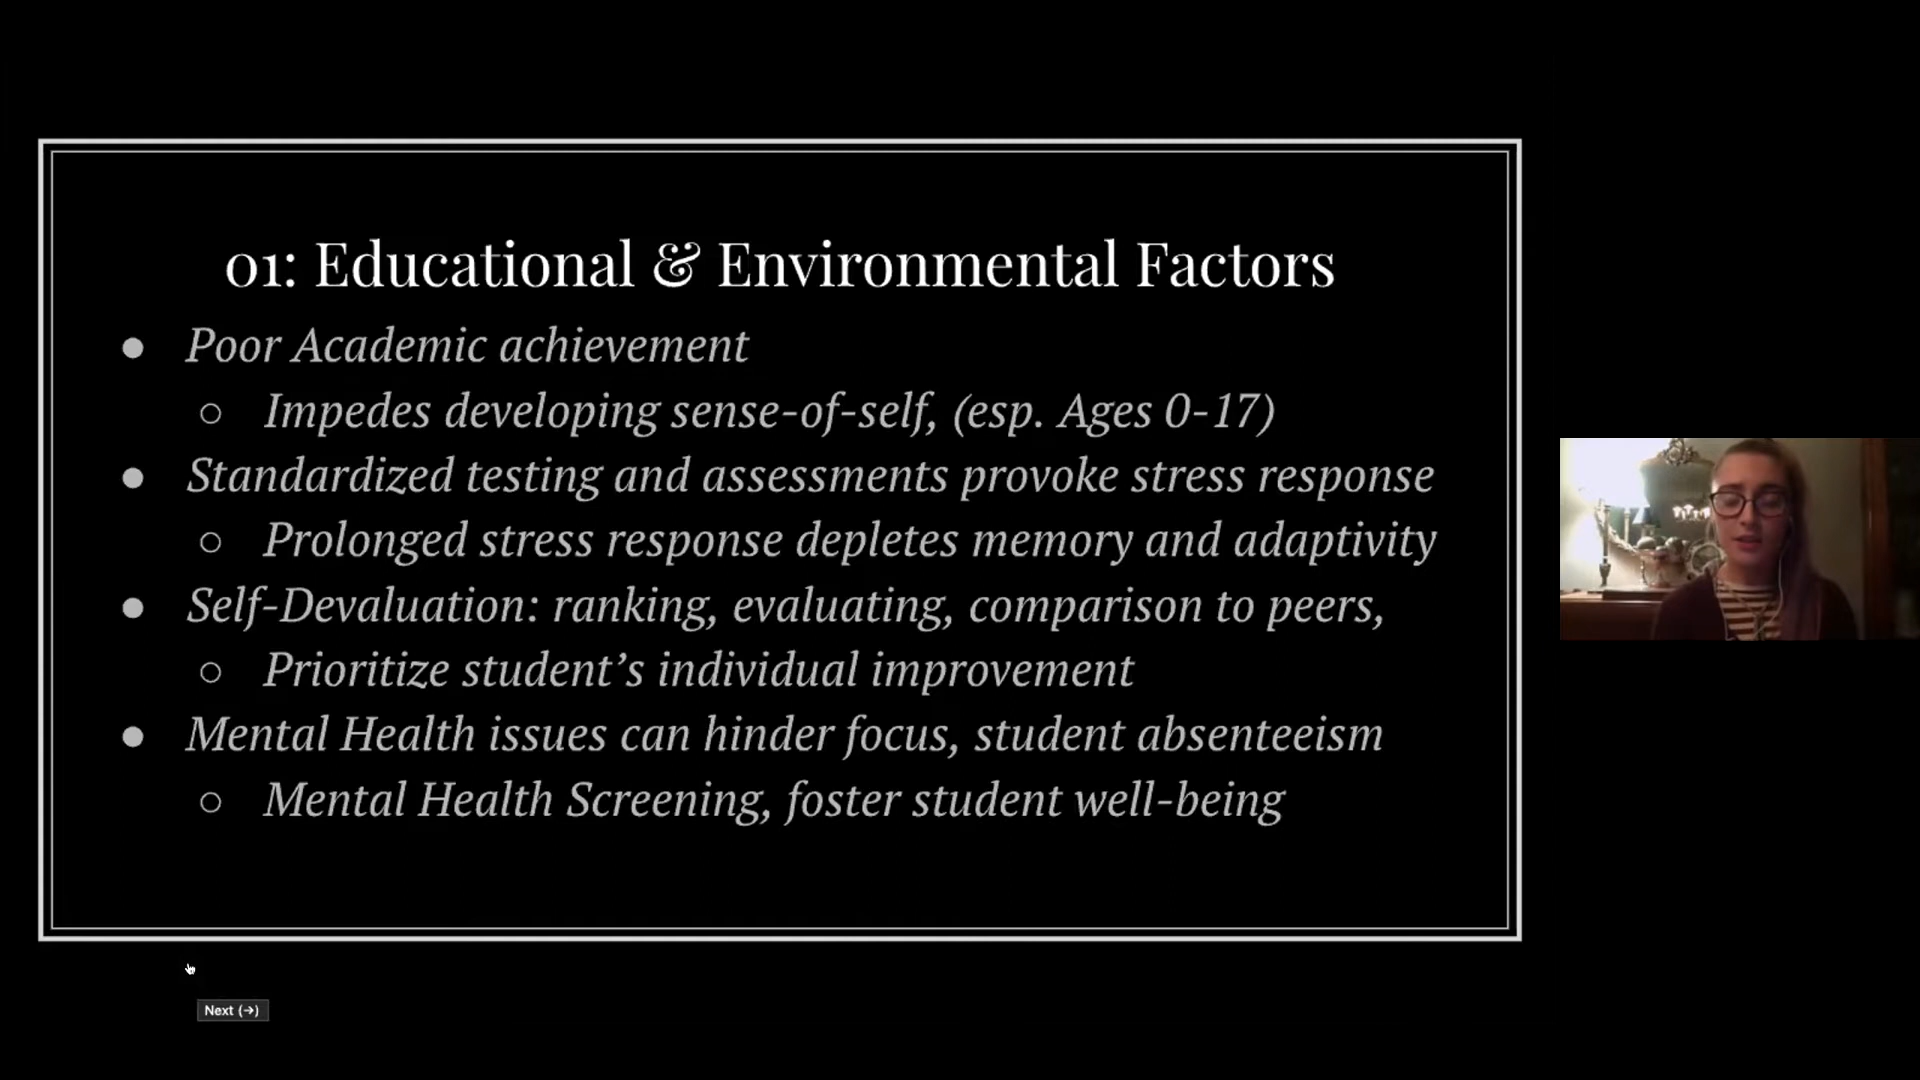 01: Educational & Environmental Factors
● Poor Academic achievement
○ Impedes developing sense-of-self, (esp. Ages 0-17)
● Standardized testing and assessments provoke stress response
○ Prolonged stress response depletes memory and adaptivity
● Self-Devaluation: ranking, evaluating, comparison to peers,
○ Prioritize student’s individual improvement
● Mental Health issues can hinder focus, student absenteeism
○ Mental Health Screening, foster student well-being
Next (→)